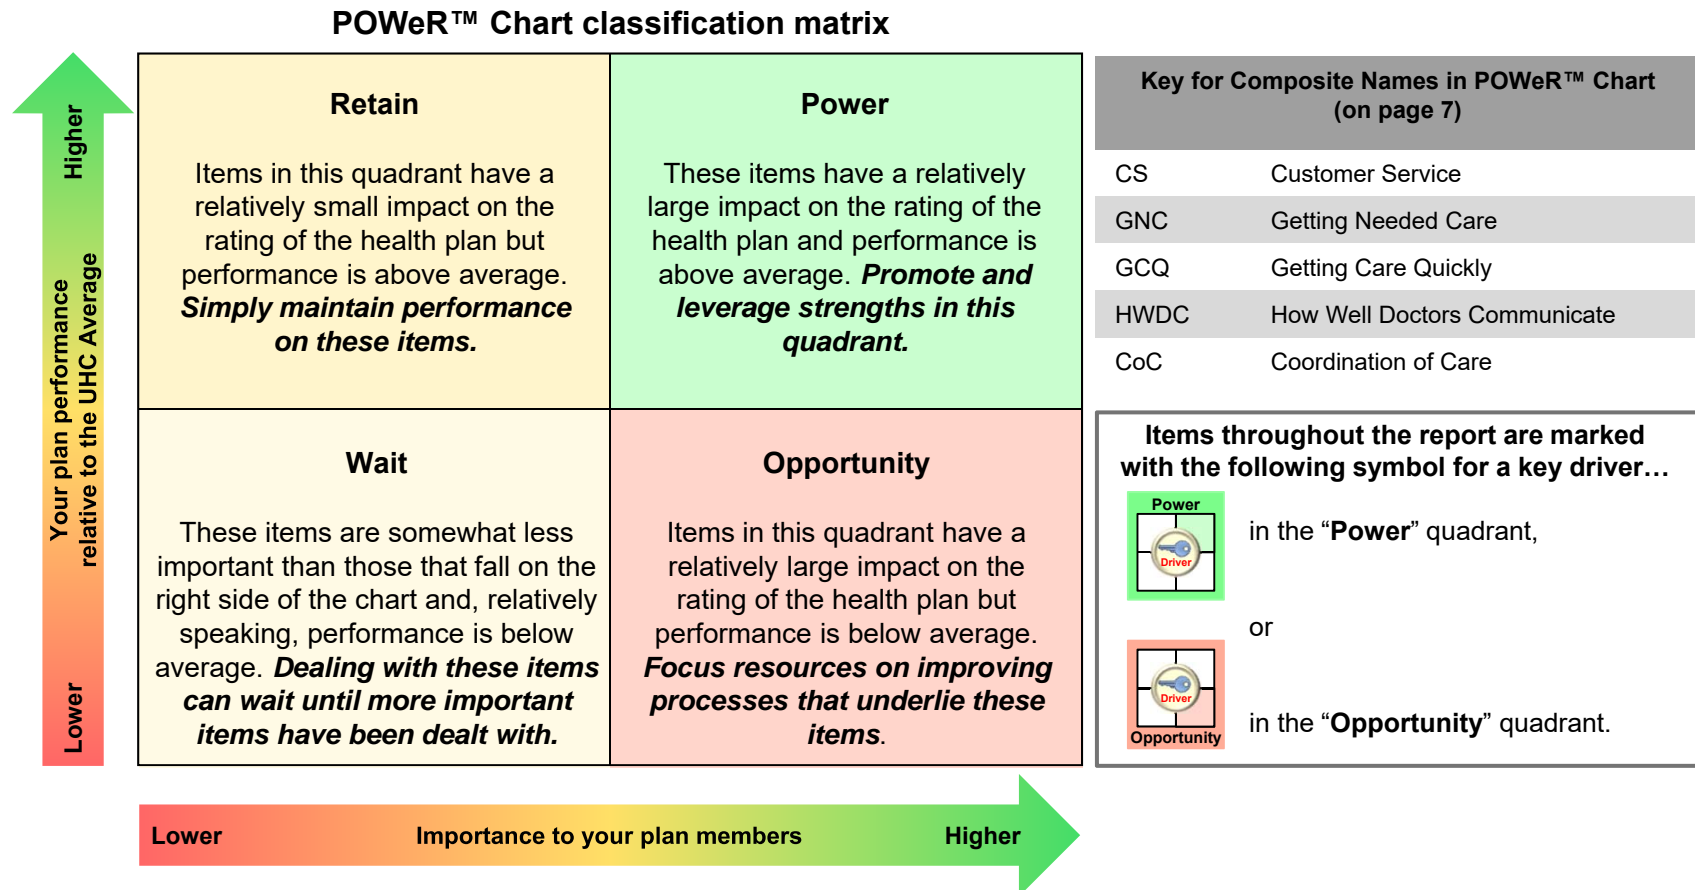 POWeR™ Chart classification matrix
Higher
Your plan performance
relative to the UHC Average
Lower
Retain
Items in this quadrant have a
relatively small impact on the
rating of the health plan but
performance is above average.
Simply maintain performance
on these items.
Power
These items have a relatively
large impact on the rating of the
health plan and performance is
above average. Promote and
leverage strengths in this
quadrant.
Wait
These items are somewhat less
important than those that fall on the
right side of the chart and, relatively
speaking, performance is below
average. Dealing with these items
can wait until more important
items have been dealt with.
Opportunity
Items in this quadrant have a
relatively large impact on the
rating of the health plan but
performance is below average.
Focus resources on improving
processes that underlie these
items.
Lower Importance to your plan members Higher
Key for Composite Names in POWeR™ Chart
(on page 7)
CS Customer Service
GNC Getting Needed Care
GCQ Getting Care Quickly
HWDC How Well Doctors Communicate
CoC Coordination of Care
Items throughout the report are marked
with the following symbol for a key driver…
Power
Driver
in the “Power” quadrant,
or
Driver
Opportunity
in the “Opportunity” quadrant.